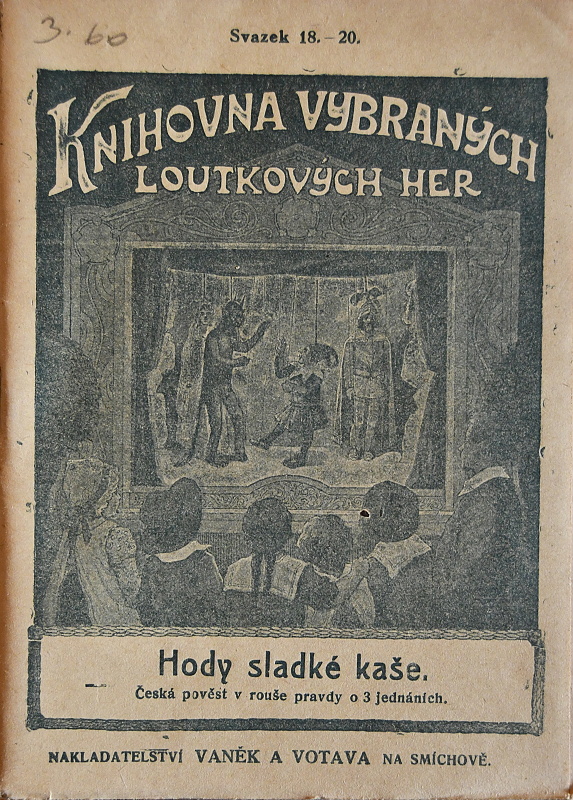 3. 60
Svazek 18. – 20.
KNIHOVNA VYBRANÝCH
LOUTKOVÝCH HER
Hody sladké kaše.
Česká pověst v rouše pravdy o 3 jednáních.
NAKLADATELSTVÍ VANĚK A VOTAVA NA SMÍCHOVĚ.